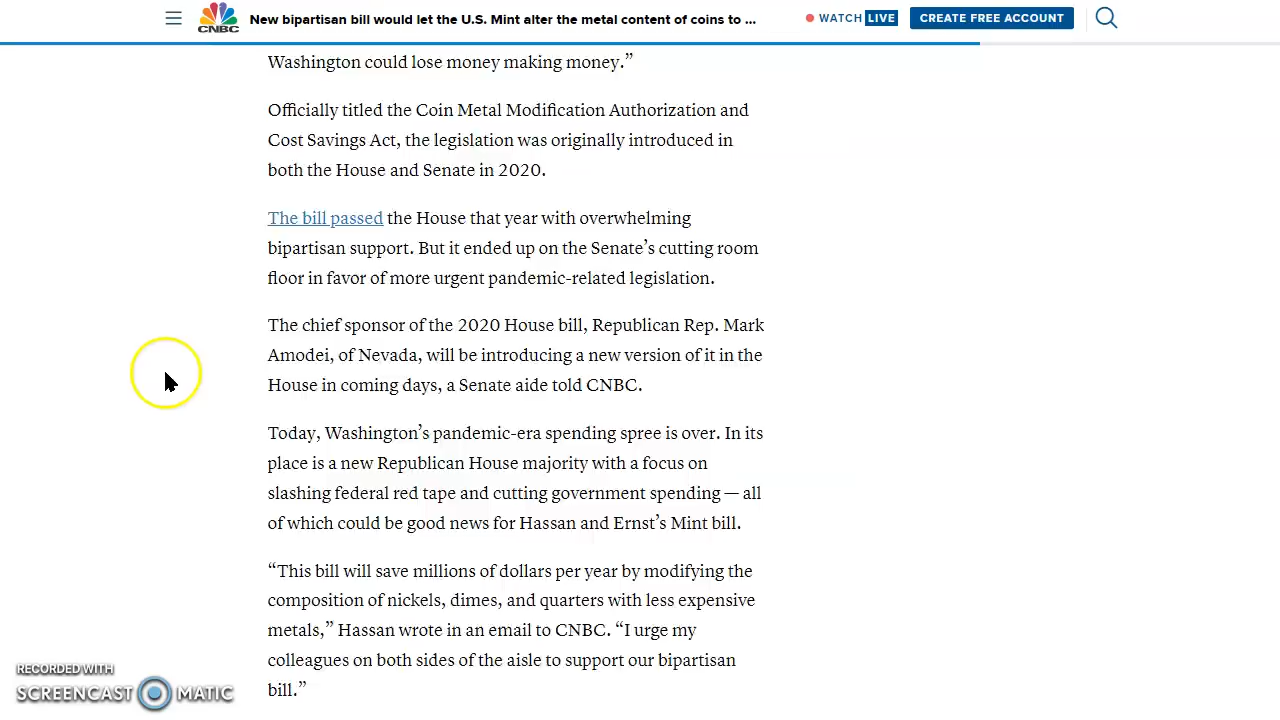 CNBC
New bipartisan bill would let the U.S. Mint alter the metal content of coins to ...
WATCH LIVE
CREATE FREE ACCOUNT
Washington could lose money making money.”
Officially titled the Coin Metal Modification Authorization and
Cost Savings Act, the legislation was originally introduced in
both the House and Senate in 2020.
The bill passed the House that year with overwhelming
bipartisan support. But it ended up on the Senate’s cutting room
floor in favor of more urgent pandemic-related legislation.
The chief sponsor of the 2020 House bill, Republican Rep. Mark
Amodei, of Nevada, will be introducing a new version of it in the
House in coming days, a Senate aide told CNBC.
Today, Washington’s pandemic-era spending spree is over. In its
place is a new Republican House majority with a focus on
slashing federal red tape and cutting government spending — all
of which could be good news for Hassan and Ernst’s Mint bill.
“This bill will save millions of dollars per year by modifying the
composition of nickels, dimes, and quarters with less expensive
metals,” Hassan wrote in an email to CNBC. “I urge my
colleagues on both sides of the aisle to support our bipartisan
bill.”
RECORDED WITH
SCREENCAST MATIC